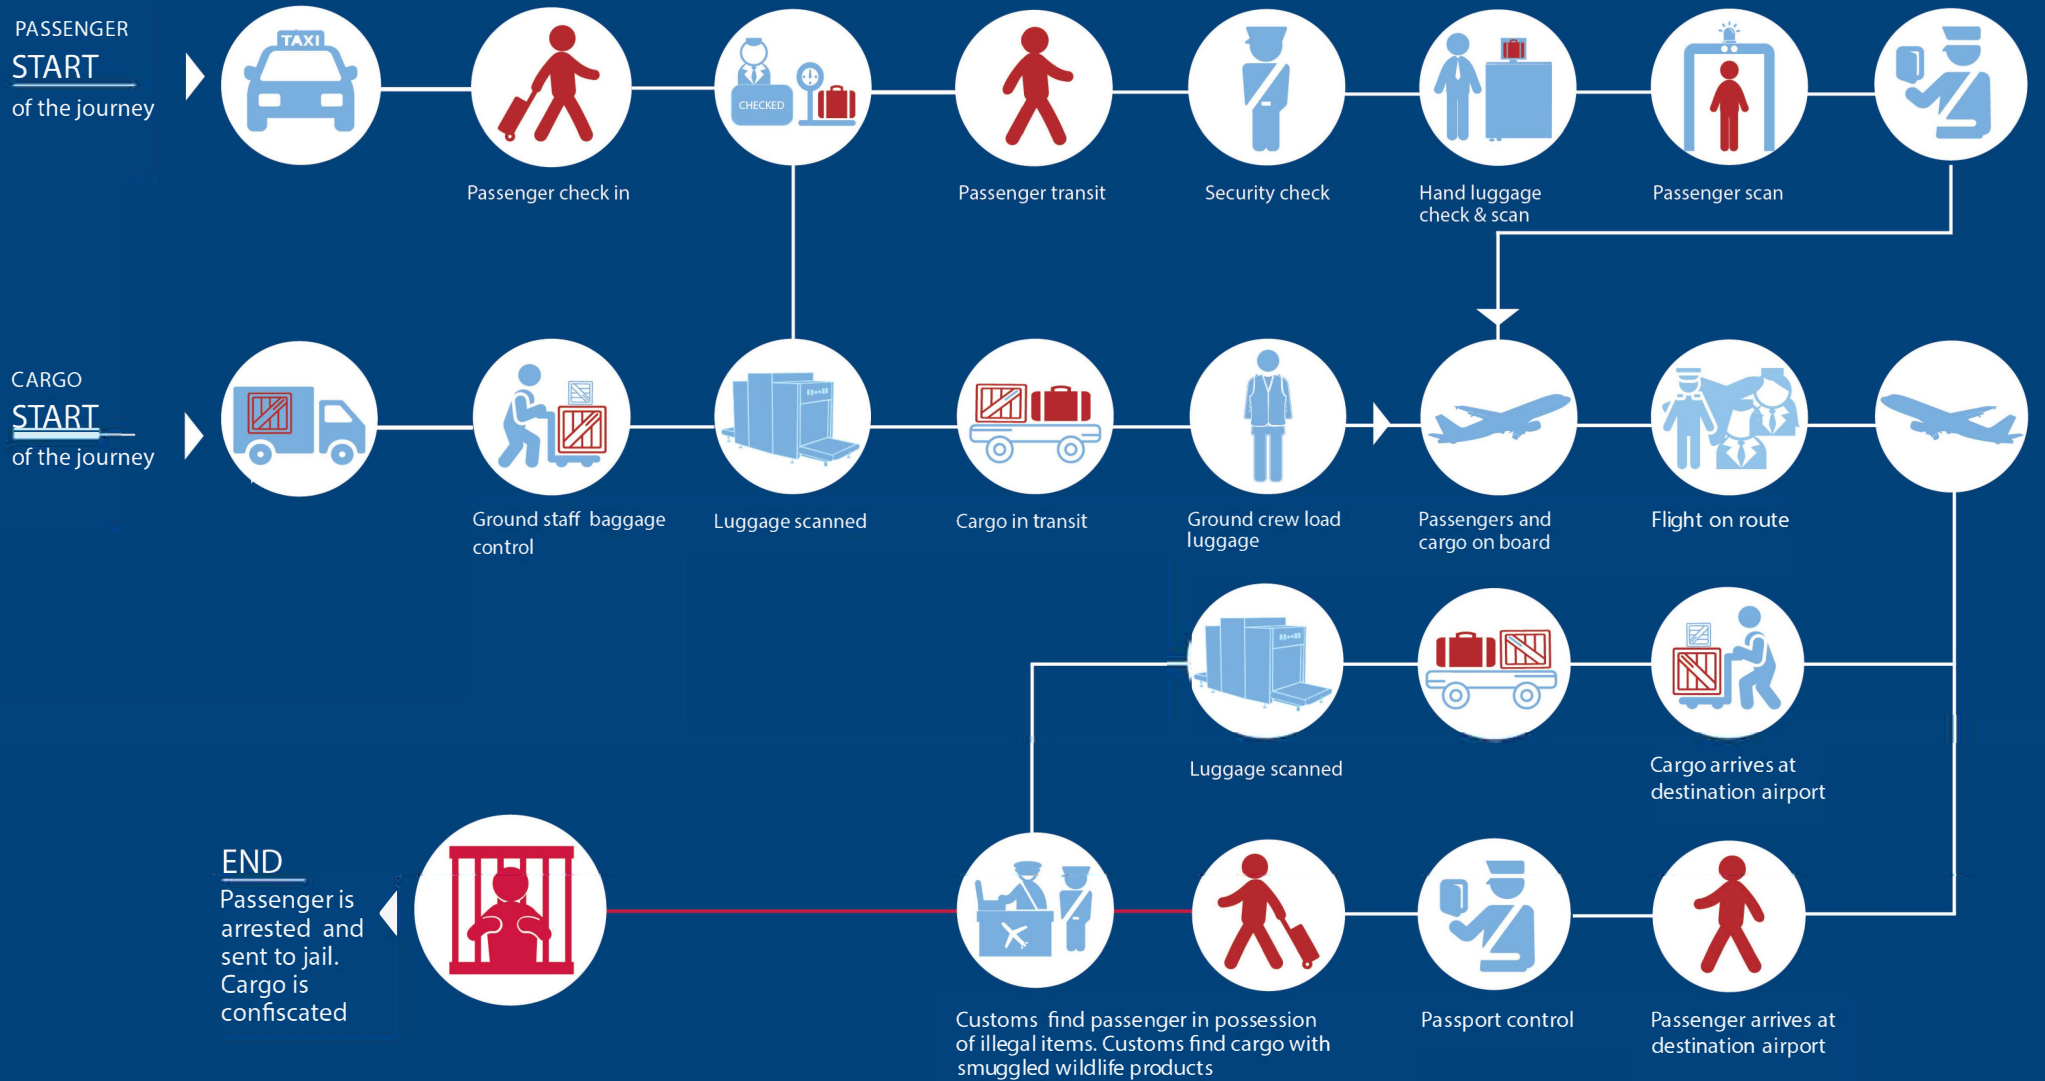 PASSENGER
START
of the journey
TAXI
CHECKED
Passenger check in
Passenger transit
Security check
Hand luggage
check & scan
Passenger scan
CARGO
START
of the journey
Ground staff baggage
control
Luggage scanned
Cargo in transit
Ground crew load
luggage
Passengers and
cargo on board
Flight on route
Luggage scanned
Cargo arrives at
destination airport
END
Passenger is
arrested and
sent to jail.
Cargo is
confiscated
Customs find passenger in possession
of illegal items. Customs find cargo with
smuggled wildlife products
Passport control
Passenger arrives at
destination airport